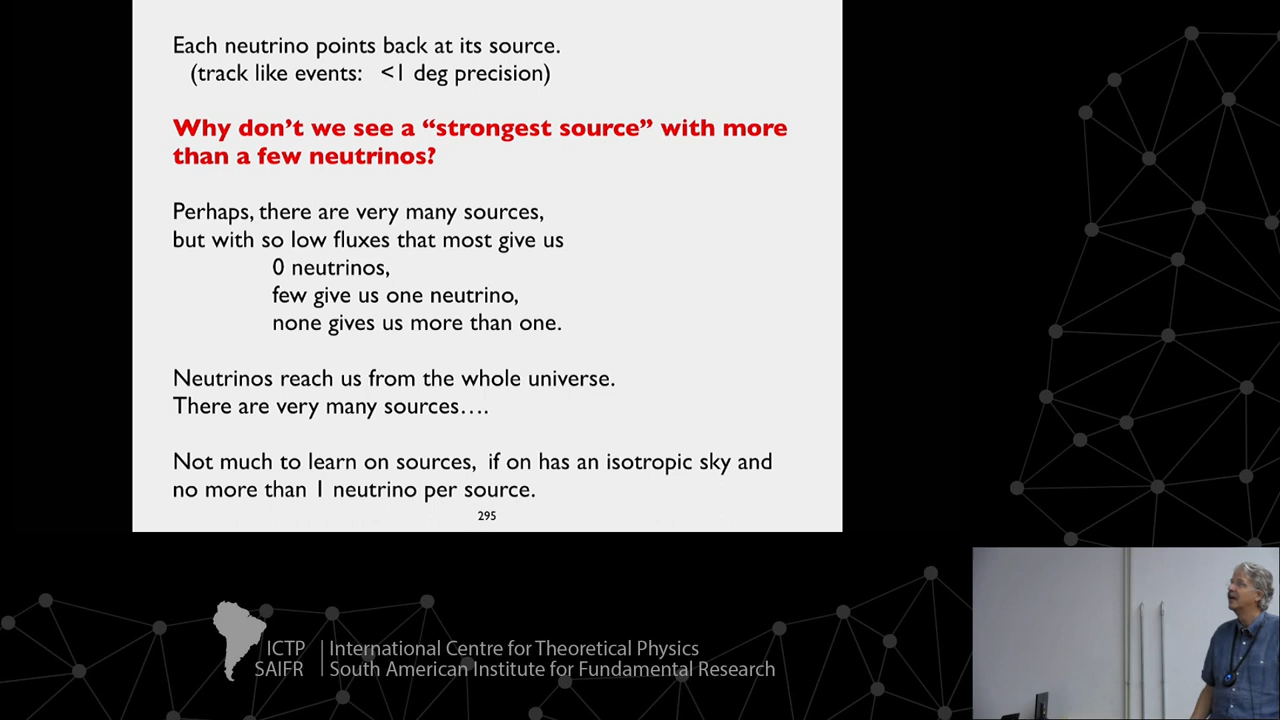 Each neutrino points back at its source.
(track like events: <1 deg precision)
Why don't we see a “strongest source” with more
than a few neutrinos?
Perhaps, there are very many sources,
but with so low fluxes that most give us
0 neutrinos,
few give us one neutrino,
none gives us more than one.
Neutrinos reach us from the whole universe.
There are very many sources….
Not much to learn on sources, if on has an isotropic sky and
no more than 1 neutrino per source.
295
ICTP
SAIFR
International Centre for Theoretical Physics
South American Institute for Fundamental Research